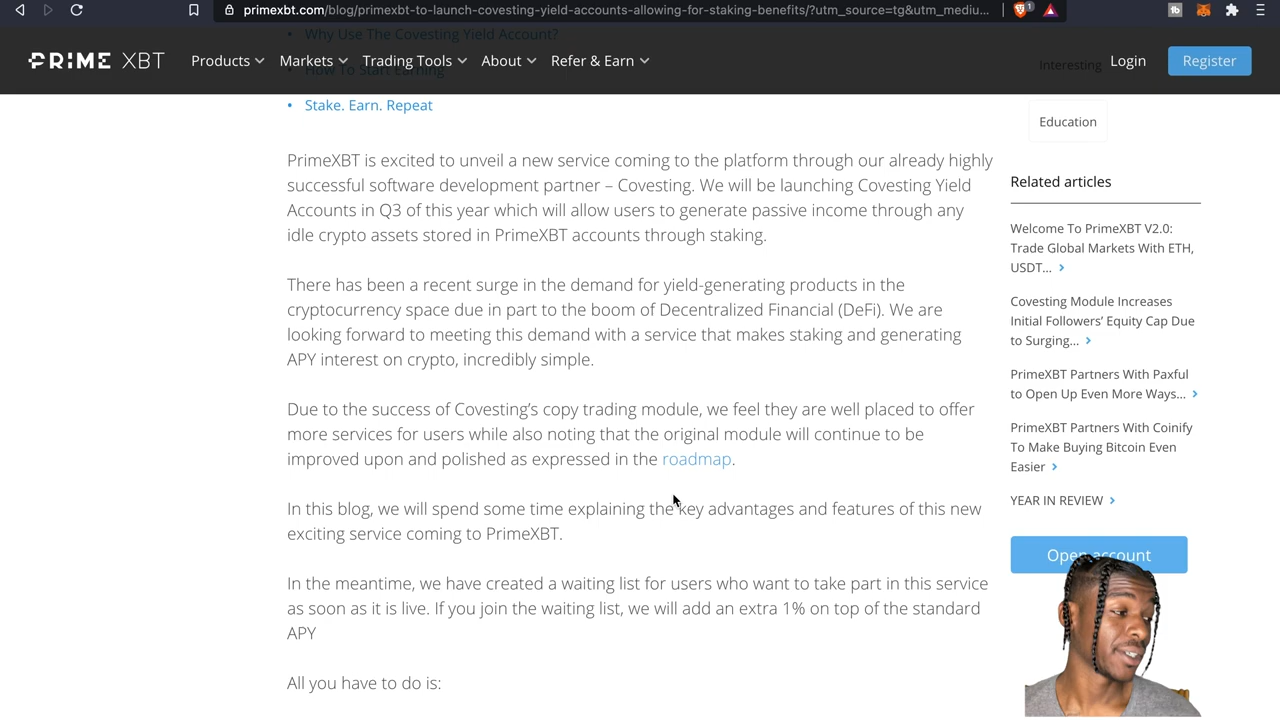 primexbt.com/blog/primexbt-to-launch-covesting-yield-accounts-allowing-for-staking-benefits/?utm_source=tg&utm_mediu...
1
tb
PRIME XBT
Products
Markets
Trading Tools
About
Refer & Earn
Login
Register
• Why Use The Covesting Yield Account?
• How To Start Earning
• Stake. Earn. Repeat
PrimeXBT is excited to unveil a new service coming to the platform through our already highly
successful software development partner – Covesting. We will be launching Covesting Yield
Accounts in Q3 of this year which will allow users to generate passive income through any
idle crypto assets stored in PrimeXBT accounts through staking.
There has been a recent surge in the demand for yield-generating products in the
cryptocurrency space due in part to the boom of Decentralized Financial (DeFi). We are
looking forward to meeting this demand with a service that makes staking and generating
APY interest on crypto, incredibly simple.
Due to the success of Covesting’s copy trading module, we feel they are well placed to offer
more services for users while also noting that the original module will continue to be
improved upon and polished as expressed in the roadmap.
In this blog, we will spend some time explaining the key advantages and features of this new
exciting service coming to PrimeXBT.
In the meantime, we have created a waiting list for users who want to take part in this service
as soon as it is live. If you join the waiting list, we will add an extra 1% on top of the standard
APY
All you have to do is:
Interesting
Education
Related articles
Welcome To PrimeXBT V2.0:
Trade Global Markets With ETH,
USDT... >
Covesting Module Increases
Initial Followers’ Equity Cap Due
to Surging... >
PrimeXBT Partners With Paxful
to Open Up Even More Ways... >
PrimeXBT Partners With Coinify
To Make Buying Bitcoin Even
Easier >
YEAR IN REVIEW >
Open account